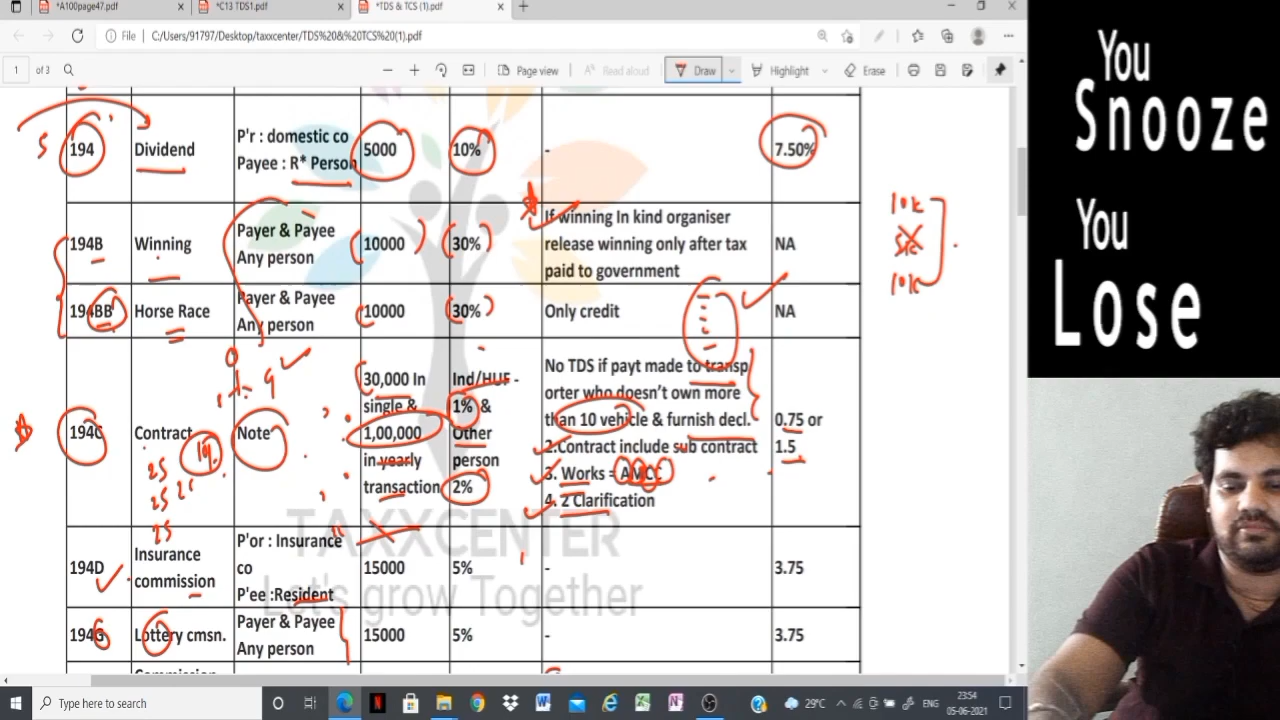 *A100page47.pdf
*C13 TDS1.pdf
*TDS & TCS (1).pdf
File
C:/Users/91797/Desktop/taxxcenter/TDS%20&%20TCS%20(1).pdf
1 of 3
Page view
Read aloud
Draw
Highlight
Erase
You
Snooze
You
Lose
194
Dividend
P'r : domestic co
Payee : R* Person
5000
10%
-
7.50%
194B
Winning
Payer & Payee
Any person
10000
30%
If winning In kind organiser
release winning only after tax
paid to government
NA
194BB
Horse Race
Payer & Payee
Any person
10000
30%
Only credit
NA
10k
5k
10k
194C
Contract
Note
30,000 In
single &
1,00,000
in yearly
transaction
Ind/HUF -
1% &
Other
person
2%
No TDS if payt made to transp
orter who doesn't own more
than 10 vehicle & furnish decl.
2.Contract include sub contract
3. Works = AMCC
4. 2 Clarification
0.75 or
1.5
25
25 25
25
194D
Insurance
commission
P'or : Insurance
co
P'ee :Resident
15000
5%
-
3.75
194G
Lottery cmsn.
Payer & Payee
Any person
15000
5%
-
3.75
TAXXCENTER
Let's grow Together
Type here to search
29°C
ENG
23:54
05-06-2021